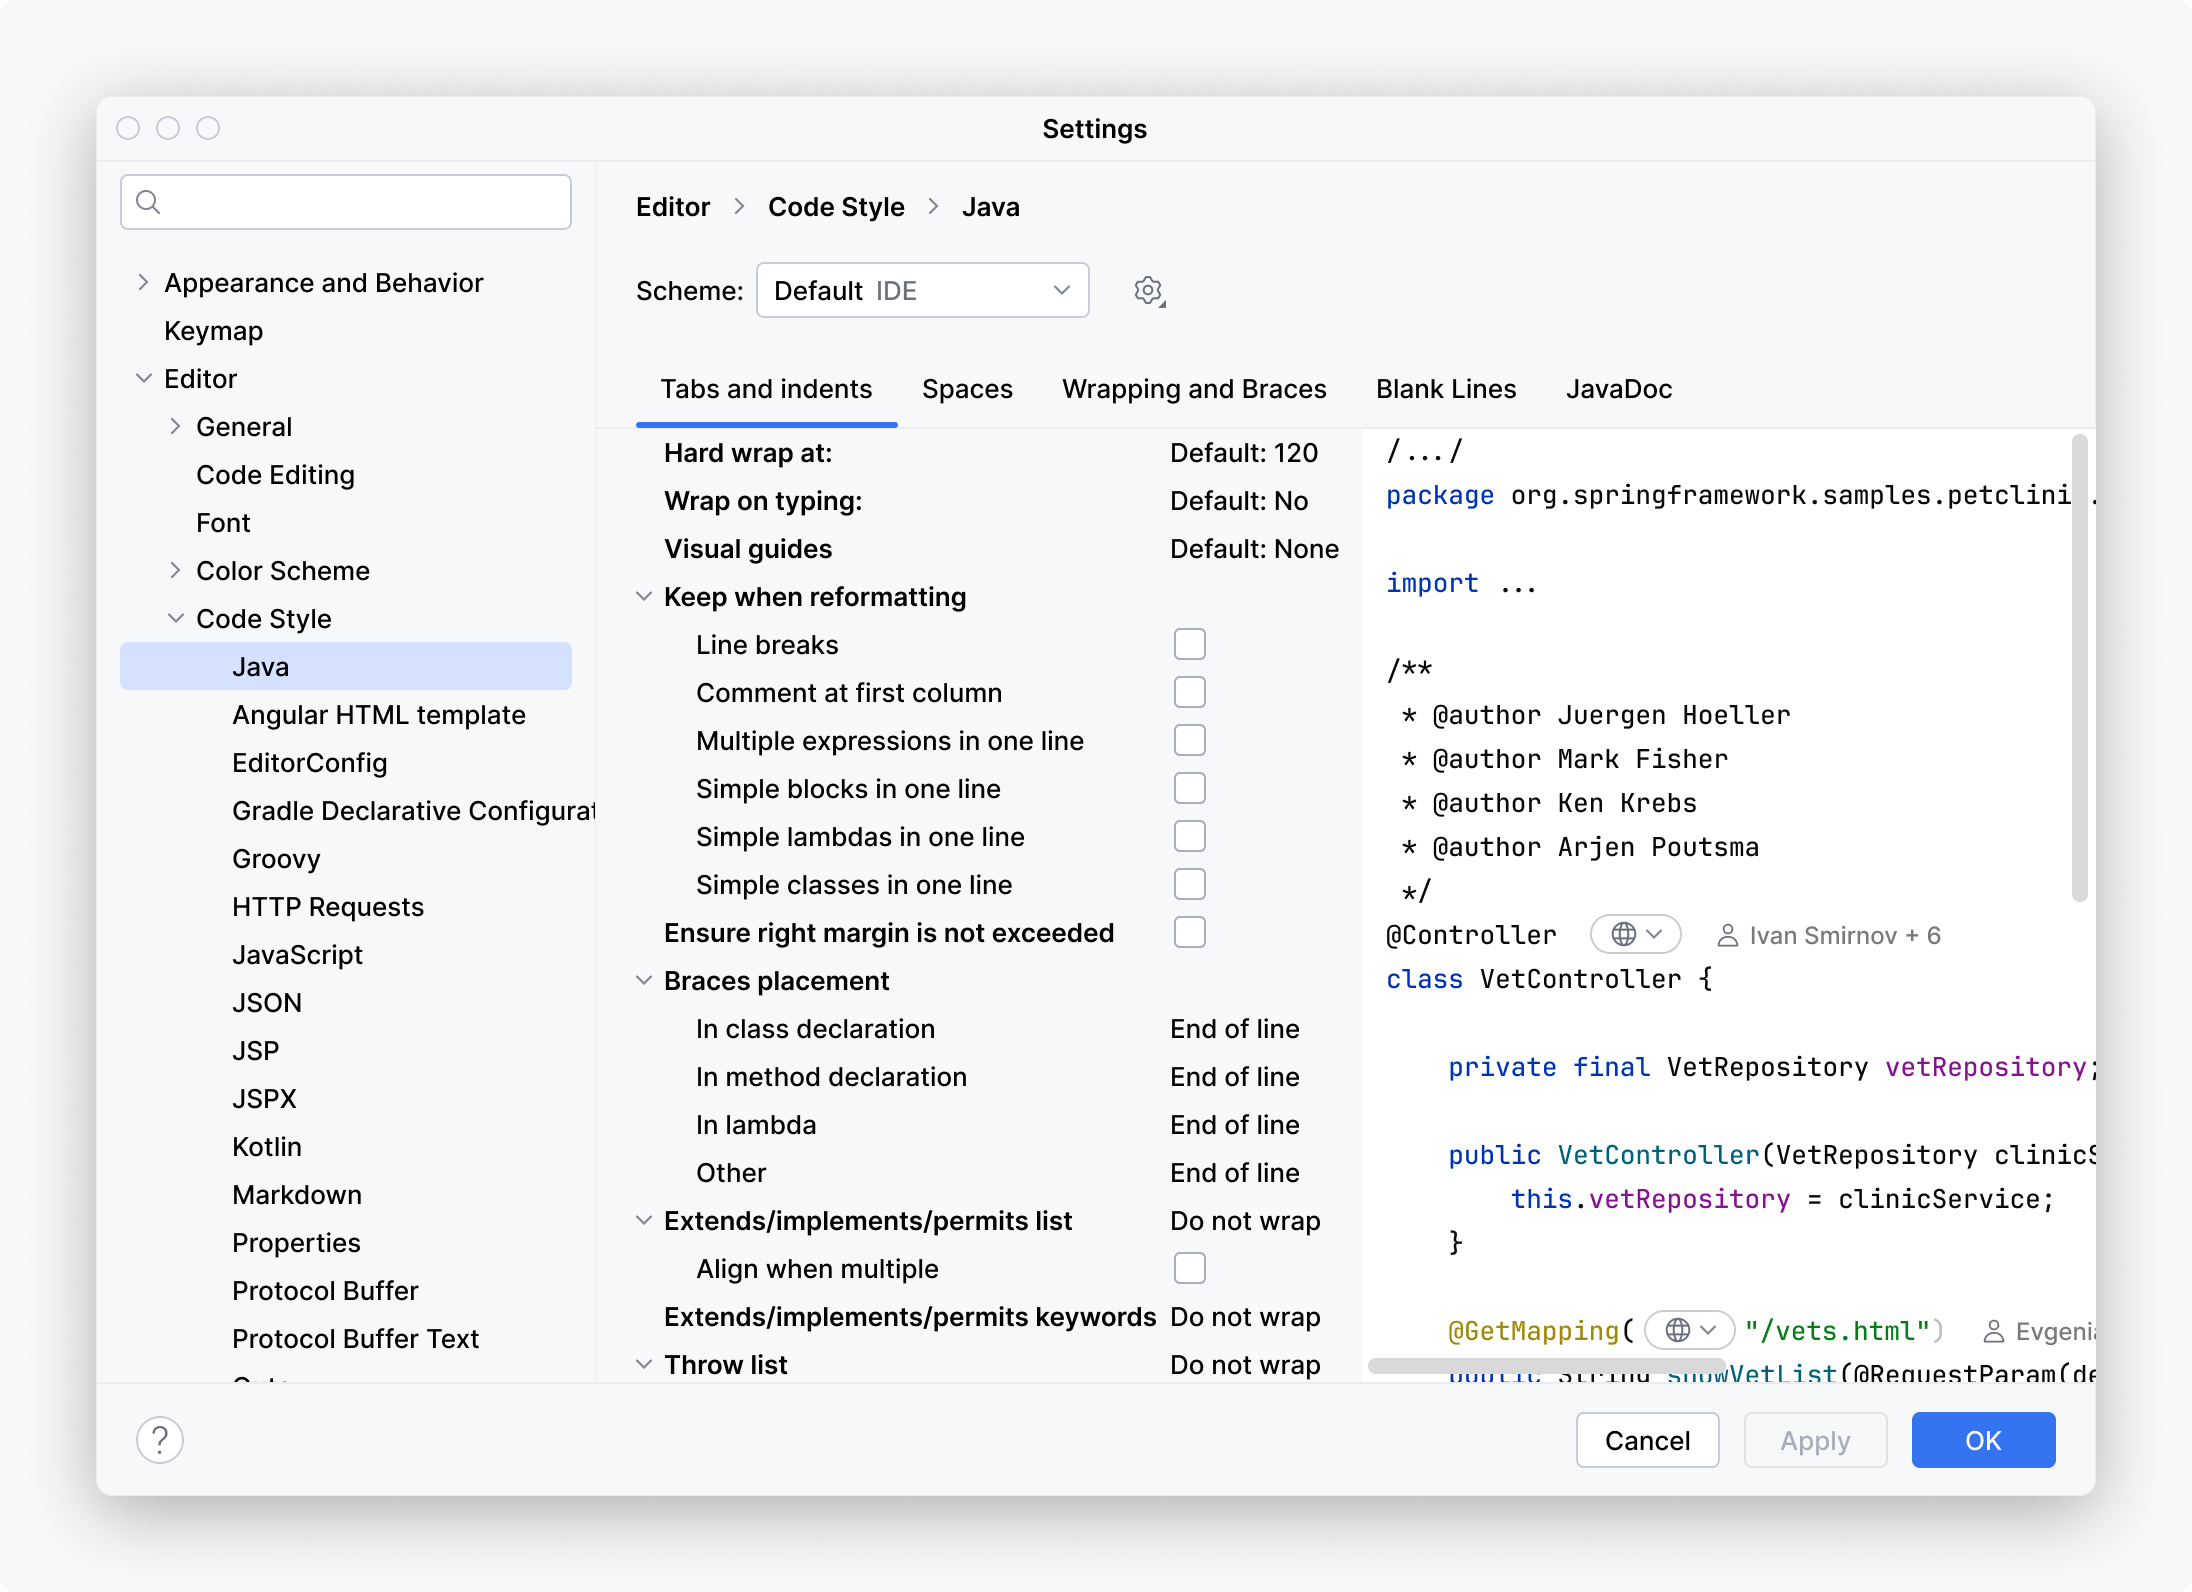 Settings
Appearance and Behavior
Keymap
Editor
General
Code Editing
Font
Color Scheme
Code Style
Java
Angular HTML template
EditorConfig
Gradle Declarative
Groovy
HTTP Requests
JavaScript
JSON
JSP
JSPX
Kotlin
Markdown
Properties
Protocol Buffer
Protocol Buffer Text
Editor > Code Style > Java
Scheme: Default IDE
Tabs and indents Spaces Wrapping and Braces Blank Lines JavaDoc
Hard wrap at: Default: 120
Wrap on typing: Default: No
Visual guides Default: None
Keep when reformatting
Line breaks
Comment at first column
Multiple expressions in one line
Simple blocks in one line
Simple lambdas in one line
Simple classes in one line
Ensure right margin is not exceeded
Braces placement
In class declaration End of line
In method declaration End of line
In lambda End of line
Other End of line
Extends/implements/permits list Do not wrap
Align when multiple
Extends/implements/permits keywords Do not wrap
Throw list Do not wrap
/.../
package org.springframework.samples.petclini
import ...
/**
* @author Juergen Hoeller
* @author Mark Fisher
* @author Ken Krebs
* @author Arjen Poutsma
*/
@Controller Ivan Smirnov + 6
class VetController {
private final VetRepository vetRepository;
public VetController(VetRepository
this.vetRepository = clinicService;
}
@GetMapping( "/vets.html")
public String showVetList(@RequestParam(
? Cancel Apply OK